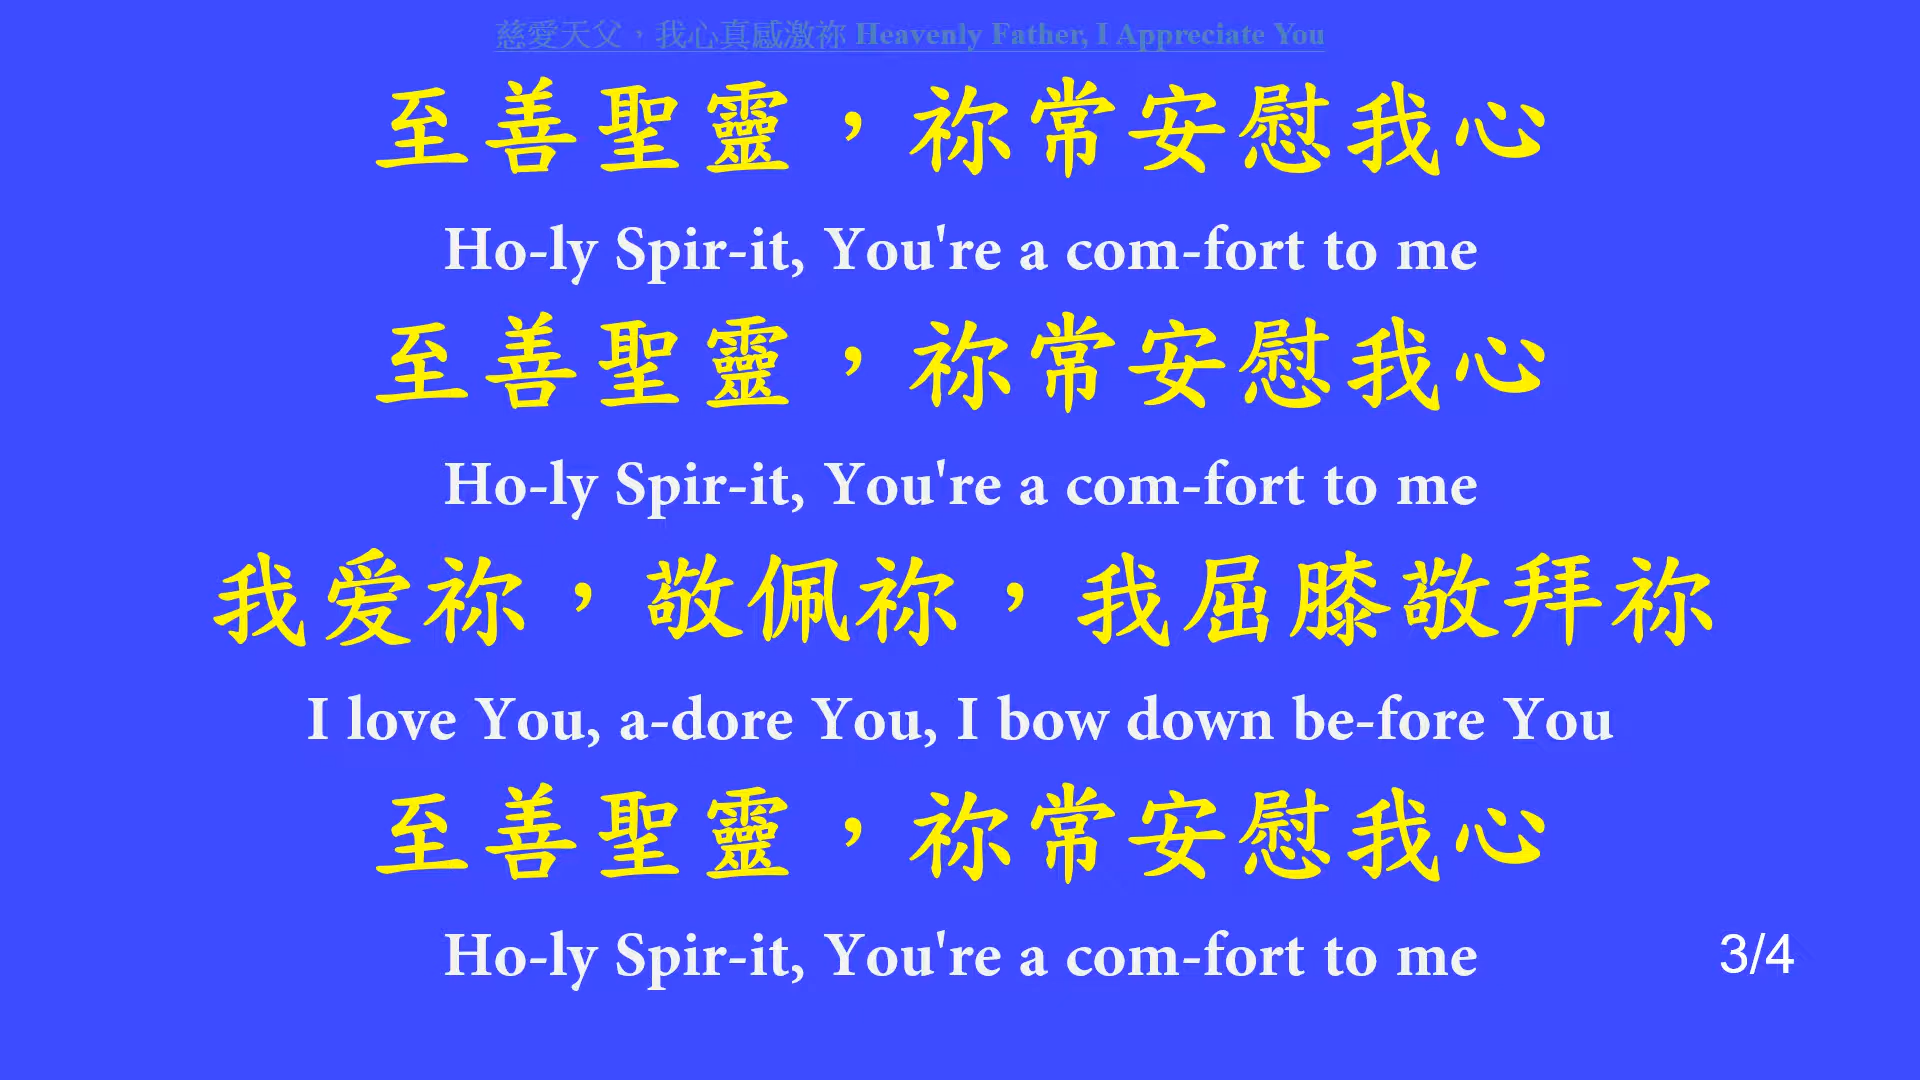 慈愛天父，我心真感激祢 Heavenly Father, I Appreciate You
至善聖靈，祢常安慰我心
Ho-ly Spir-it, You're a com-fort to me
至善聖靈，祢常安慰我心
Ho-ly Spir-it, You're a com-fort to me
我爱祢，敬佩祢，我屈膝敬拜祢
I love You, a-dore You, I bow down be-fore You
至善聖靈，祢常安慰我心
Ho-ly Spir-it, You're a com-fort to me
3/4